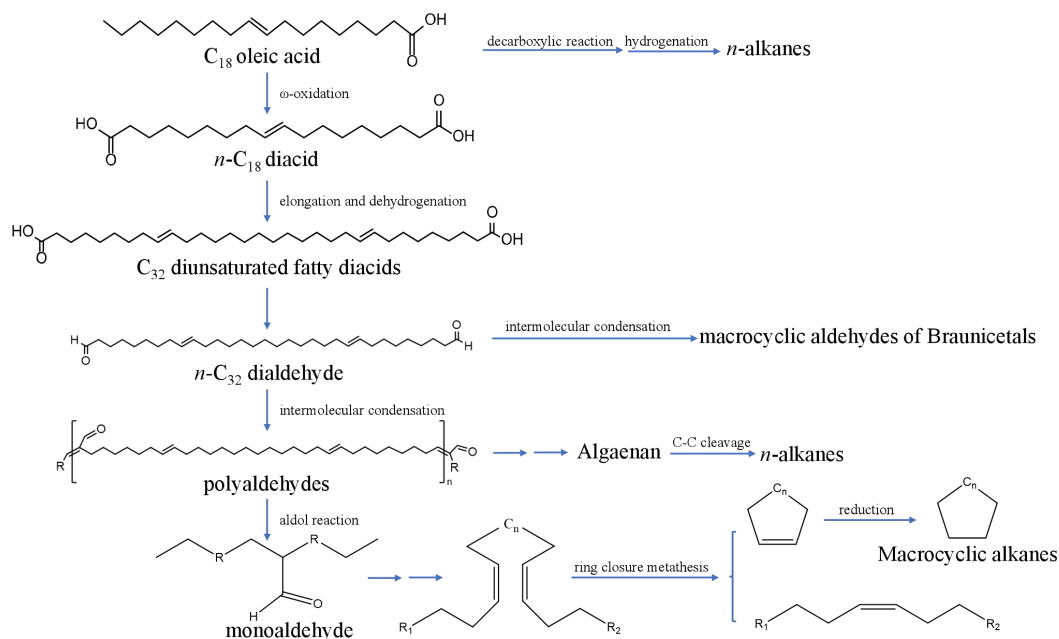 OH
O
C18 oleic acid
decarboxylic reaction hydrogenation
n-alkanes
ω-oxidation
O
HO
OH
O
n-C18 diacid
elongation and dehydrogenation
O
HO
OH
O
C32 diunsaturated fatty diacids
H
O
O
H
n-C32 dialdehyde
intermolecular condensation
macrocyclic aldehydes of Braunicetals
intermolecular condensation
O
O
R
R
n
polyaldehydes
Algaenan
C-C cleavage
n-alkanes
aldol reaction
R
R
H
O
monoaldehyde
Cn
R1
R2
ring closure metathesis
Cn
reduction
Cn
Macrocyclic alkanes
R1
R2